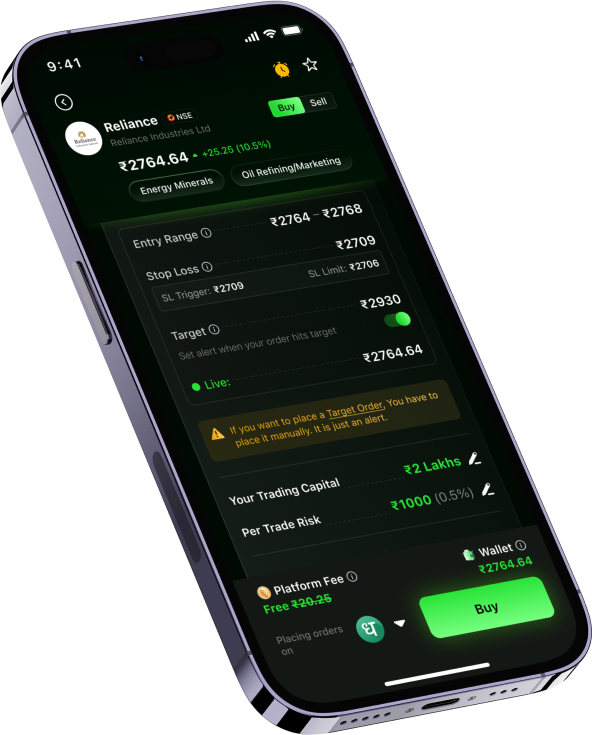 9:41
Reliance NSE
Reliance Industries Ltd
Buy Sell
₹2764.64 +25.25 (10.5%)
Energy Minerals Oil Refining/Marketing
Entry Range ₹2764 – ₹2768
Stop Loss ₹2709
SL Trigger: ₹2709 SL Limit: ₹2706
Target ₹2930
Set alert when your order hits target
Live: ₹2764.64
If you want to place a Target Order, You have to
place it manually. It is just an alert.
Your Trading Capital ₹2 Lakhs
Per Trade Risk ₹1000 (0.5%)
Platform Fee Wallet
Free ₹20.25 ₹2764.64
Placing orders
on
ध
Buy